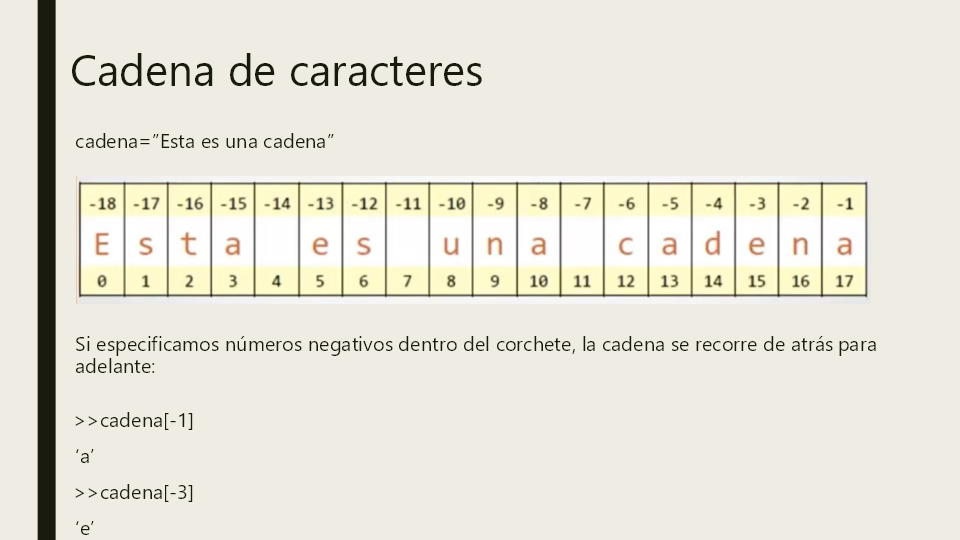 Cadena de caracteres
cadena=”Esta es una cadena”
-18 -17 -16 -15 -14 -13 -12 -11 -10 -9 -8 -7 -6 -5 -4 -3 -2 -1
E s t a e s u n a c a d e n a
0 1 2 3 4 5 6 7 8 9 10 11 12 13 14 15 16 17
Si especificamos números negativos dentro del corchete, la cadena se recorre de atrás para
adelante:
>>cadena[-1]
‘a’
>>cadena[-3]
‘e’